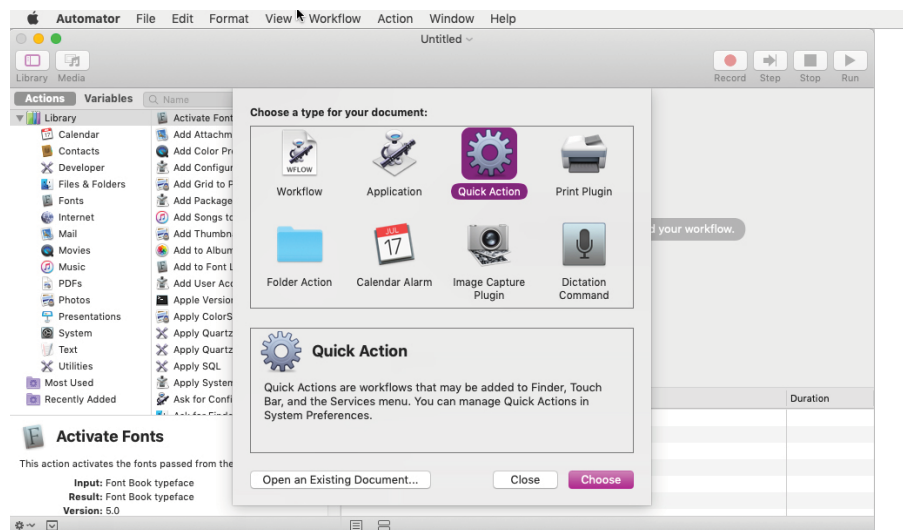 Automator File Edit Format View Workflow Action Window Help
Untitled
Library Media
Record Step Stop Run
Actions Variables
Name
Library
Calendar
Contacts
Developer
Files & Folders
Fonts
Internet
Mail
Movies
Music
PDFs
Photos
Presentations
System
Text
Utilities
Most Used
Recently Added
Activate Font
Add Attachm
Add Color Pr
Add Configur
Add Grid to P
Add Package
Add Songs to
Add Thumbn
Add to Album
Add to Font L
Add User Acc
Apple Version
Apply ColorS
Apply Quartz
Apply Quartz
Apply SQL
Apply System
Ask for Confi
Choose a type for your document:
WFLOW
Workflow
Application
Quick Action
Print Plugin
Folder Action
JUL
17
Calendar Alarm
Image Capture
Plugin
Dictation
Command
Quick Action
Quick Actions are workflows that may be added to Finder, Touch
Bar, and the Services menu. You can manage Quick Actions in
System Preferences.
Open an Existing Document...
Close
Choose
your workflow.
Duration
Activate Fonts
This action activates the fonts passed from the
Input: Font Book typeface
Result: Font Book typeface
Version: 5.0